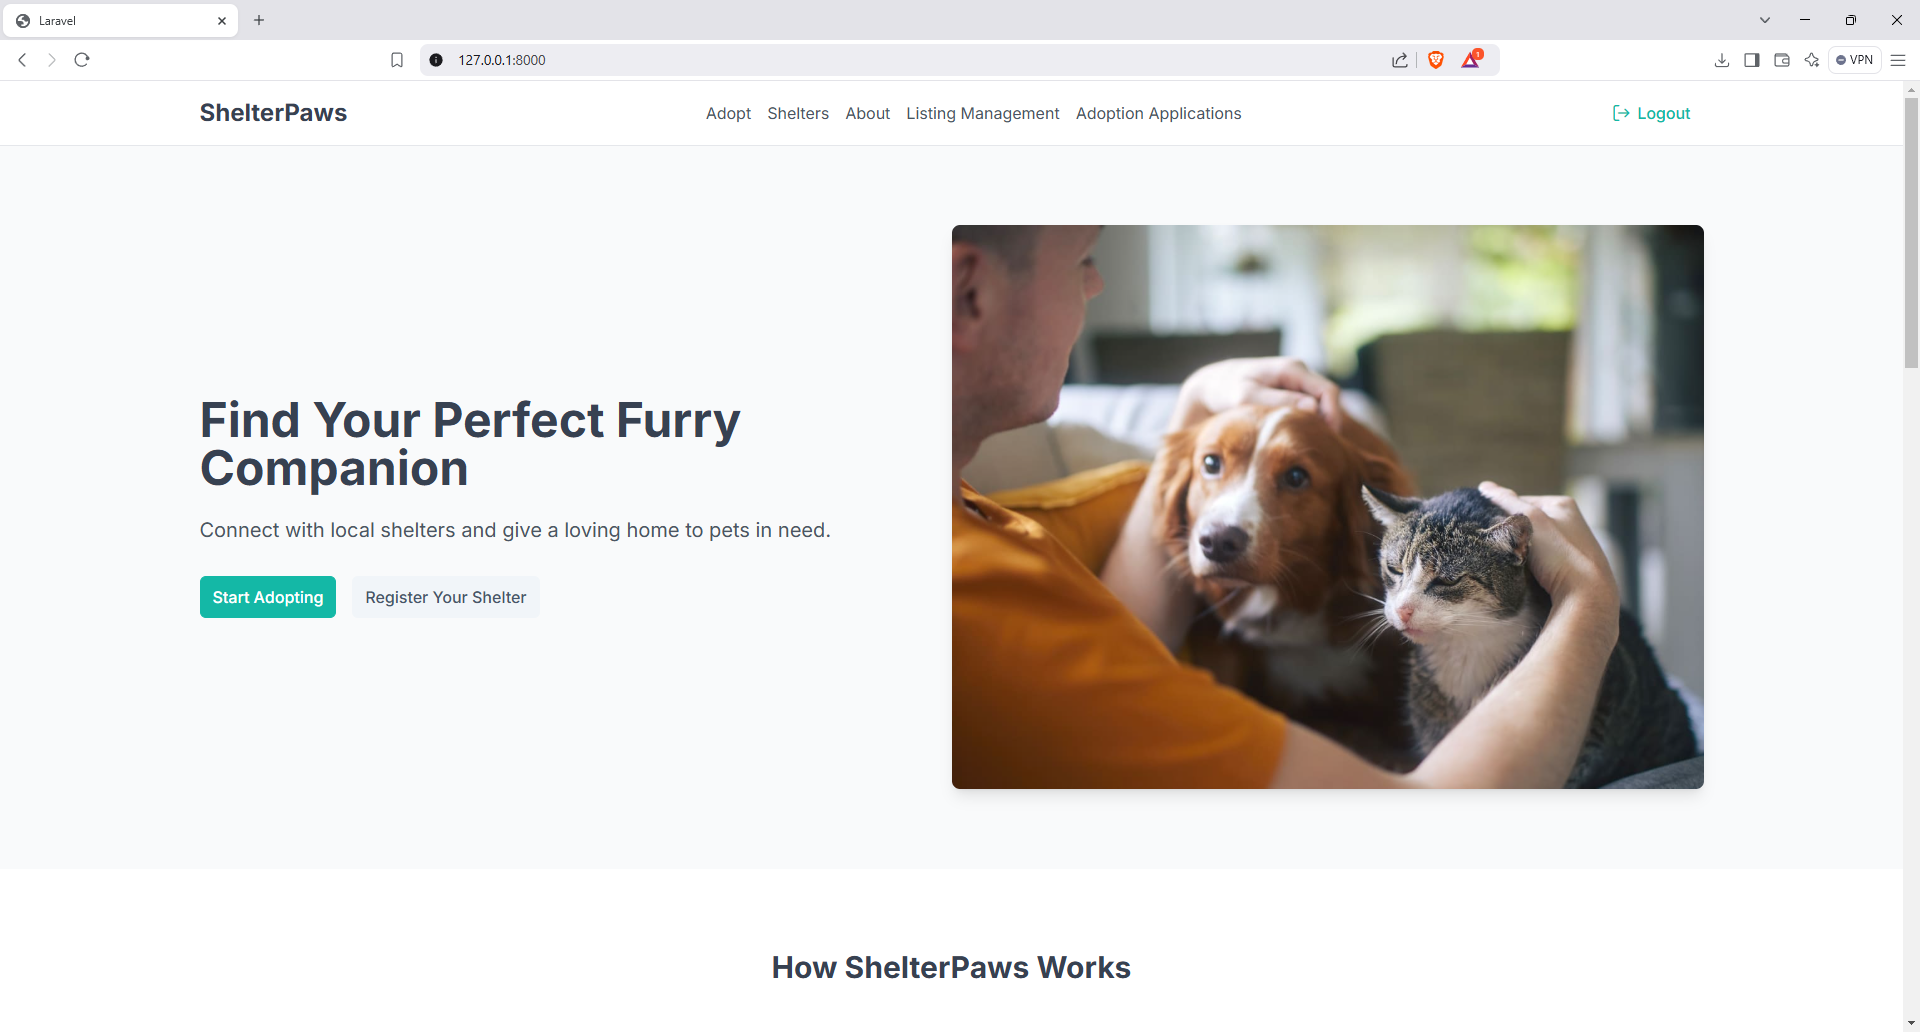 Laravel
127.0.0.1:8000
1
VPN
ShelterPaws
Adopt Shelters About Listing Management Adoption Applications
Logout
Find Your Perfect Furry
Companion
Connect with local shelters and give a loving home to pets in need.
Start Adopting
Register Your Shelter
How ShelterPaws Works